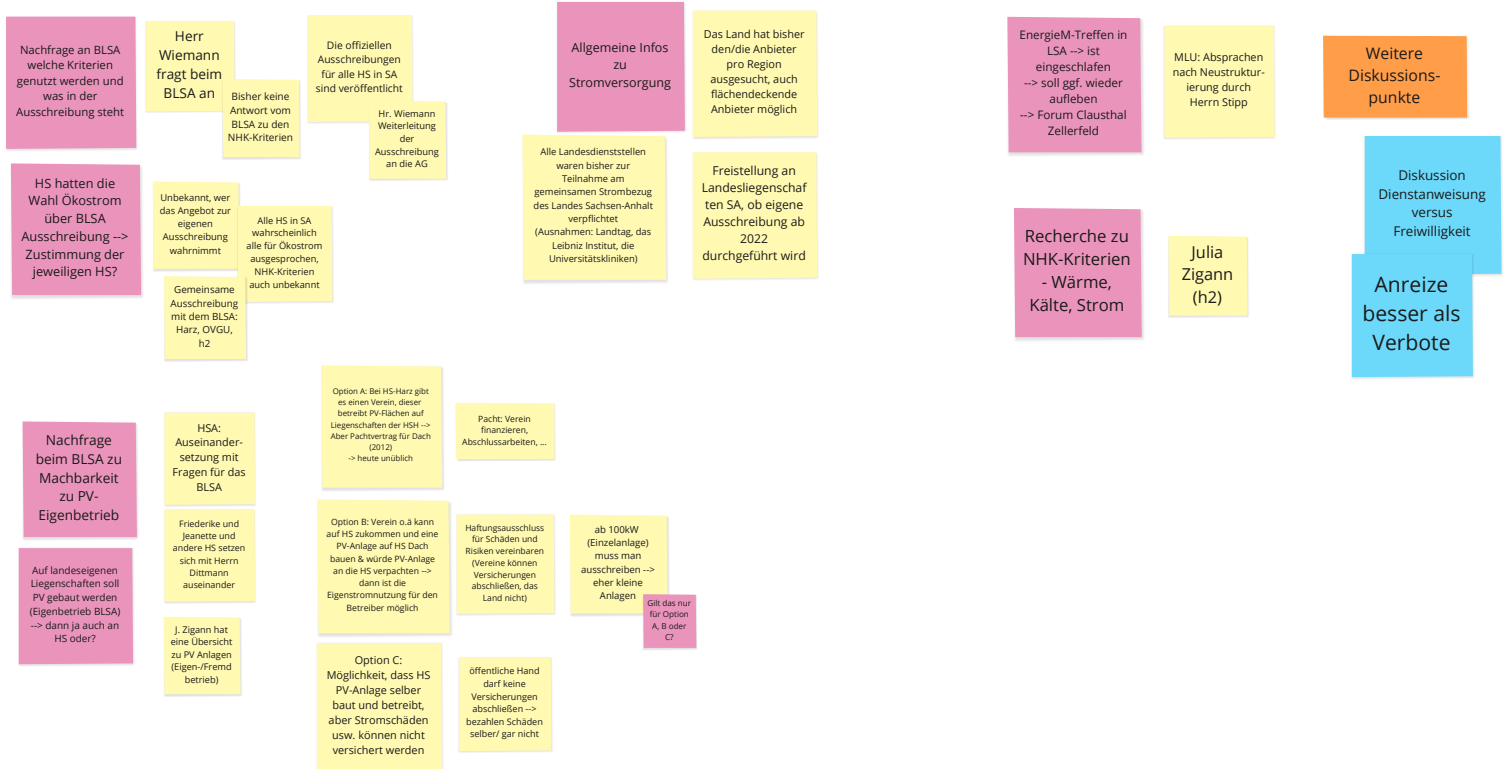 Nachfrage an BLSA
welche Kriterien
genutzt werden und
was in der
Ausschreibung steht
Herr
Wiemann
fragt beim
BLSA an
Bisher keine
Antwort vom
BLSA zu den
NHK-Kriterien
Die offiziellen
Ausschreibungen
für alle HS in SA
sind veröffentlicht
Hr. Wiemann
Weiterleitung
der
Ausschreibung
an die AG
HS hatten die
Wahl Ökostrom
über BLSA
Ausschreibung -->
Zustimmung der
jeweiligen HS?
Unbekannt, wer
das Angebot zur
eigenen
Ausschreibung
wahrnimmt
Alle HS in SA
wahrscheinlich
alle für Ökostrom
ausgesprochen,
NHK-Kriterien
auch unbekannt
Gemeinsame
Ausschreibung
mit dem BLSA:
Harz, OVGU,
h2
Allgemeine Infos
zu
Stromversorgung
Das Land hat bisher
den/die Anbieter
pro Region
ausgesucht, auch
flächendeckende
Anbieter möglich
Alle Landesdienststellen
waren bisher zur
Teilnahme am
gemeinsamen Strombezug
des Landes Sachsen-Anhalt
verpflichtet
(Ausnahmen: Landtag, das
Leibniz Institut, die
Universitätskliniken)
Freistellung an
Landesliegenschaf
ten SA, ob eigene
Ausschreibung ab
2022
durchgeführt wird
EnergieM-Treffen in
LSA --> ist
eingeschlafen
--> soll ggf. wieder
aufleben
--> Forum Clausthal
Zellerfeld
MLU: Absprachen
nach Neustruktur-
ierung durch
Herrn Stipp
Recherche zu
NHK-Kriterien
- Wärme,
Kälte, Strom
Julia
Zigann
(h2)
Weitere
Diskussions-
punkte
Diskussion
Dienstanweisung
versus
Freiwilligkeit
Anreize
besser als
Verbote
Nachfrage
beim BLSA zu
Machbarkeit
zu PV-
Eigenbetrieb
HSA:
Auseinander-
setzung mit
Fragen für das
BLSA
Friederike und
Jeanette und
andere HS setzen
sich mit Herrn
Dittmann
auseinander
Auf landeseigenen
Liegenschaften soll
PV gebaut werden
(Eigenbetrieb BLSA)
--> dann ja auch an
HS oder?
J. Zigann hat
eine Übersicht
zu PV Anlagen
(Eigen-/Fremd
betrieb)
Option A: Bei HS-Harz gibt
es einen Verein, dieser
betreibt PV-Flächen auf
Liegenschaften der HSH -->
Aber Pachtvertrag für Dach
(2012)
-> heute unüblich
Pacht: Verein
finanzieren,
Abschlussarbeiten, ...
Option B: Verein o.ä kann
auf HS zukommen und eine
PV-Anlage auf HS Dach
bauen & würde PV-Anlage
an die HS verpachten -->
dann ist die
Eigenstromnutzung für den
Betreiber möglich
Haftungsausschluss
für Schäden und
Risiken vereinbaren
(Vereine können
Versicherungen
abschließen, das
Land nicht)
ab 100kW
(Einzelanlage)
muss man
ausschreiben -->
eher kleine
Anlagen
Gilt das nur
für Option
A, B oder
C?
Option C:
Möglichkeit, dass HS
PV-Anlage selber
baut und betreibt,
aber Stromschäden
usw. können nicht
versichert werden
öffentliche Hand
darf keine
Versicherungen
abschließen -->
bezahlen Schäden
selber/ gar nicht